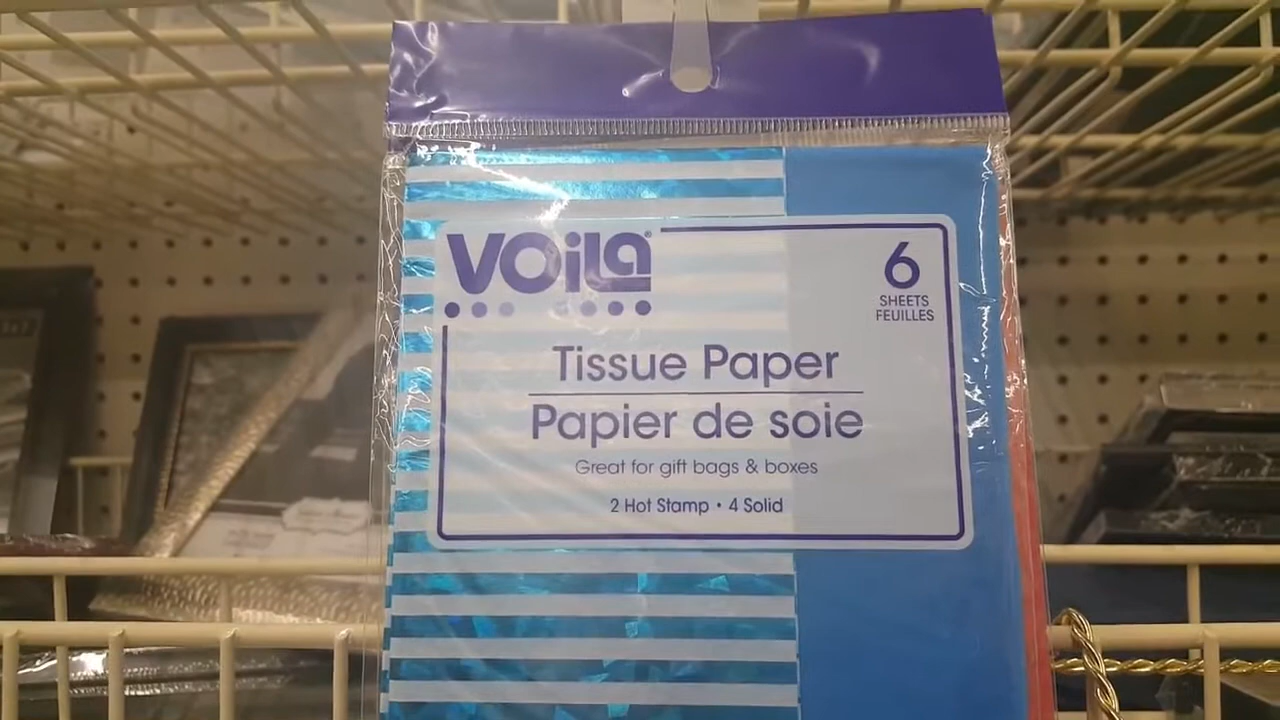 VOiLa®
6
SHEETS
FEUILLES
Tissue Paper
Papier de soie
Great for gift bags & boxes
2 Hot Stamp • 4 Solid